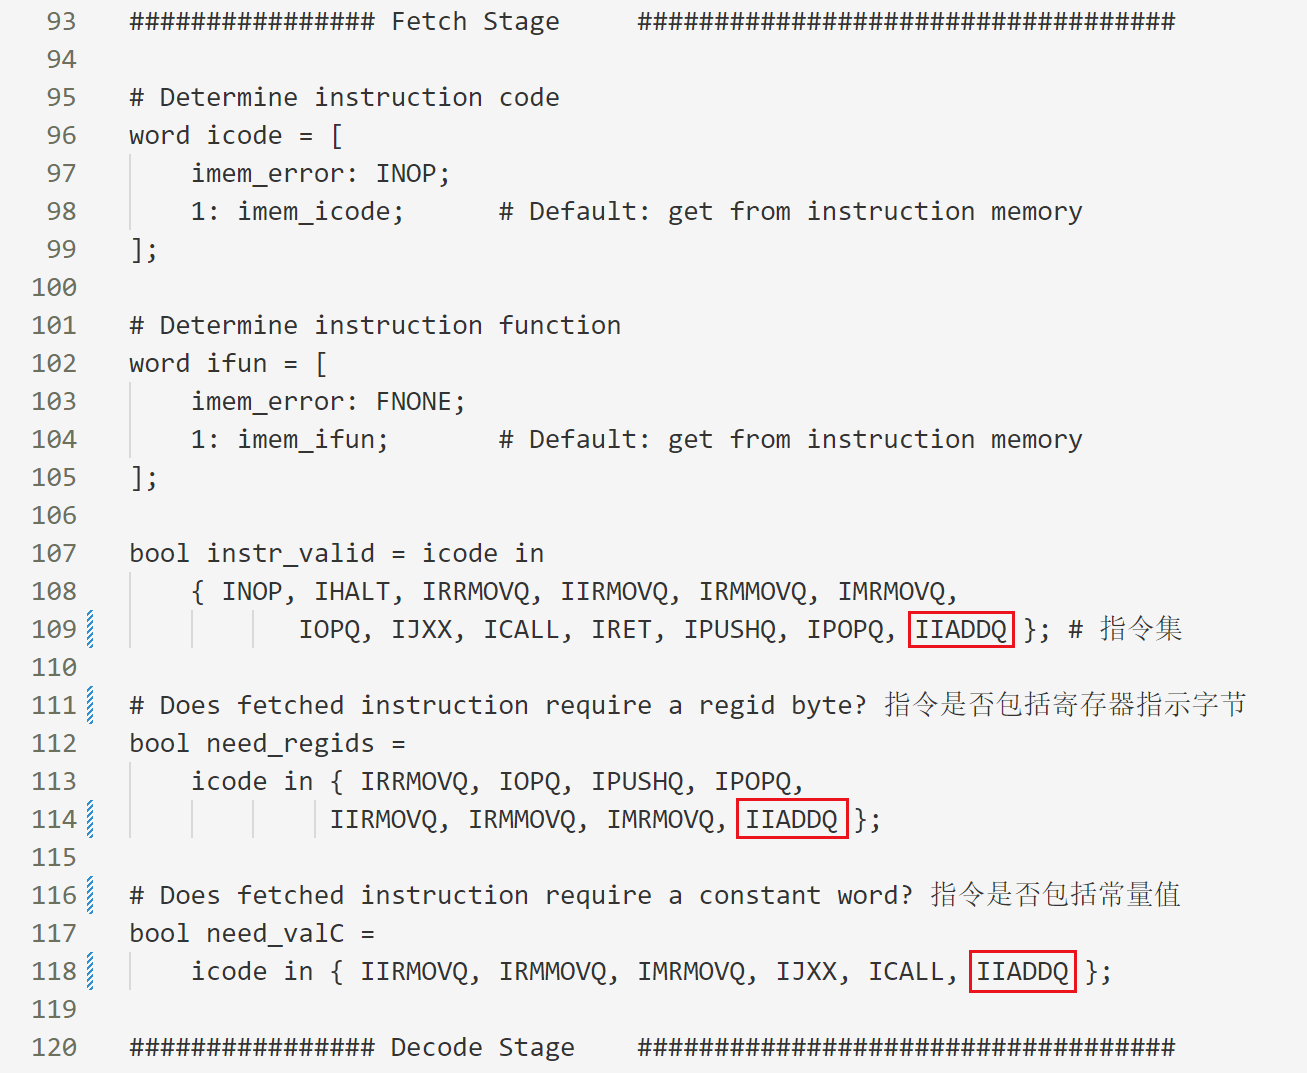 93 ################ Fetch Stage     ###################################
94
95 # Determine instruction code
96 word icode = [
97     imem_error: INOP;
98     1: imem_icode;      # Default: get from instruction memory
99 ];
100
101 # Determine instruction function
102 word ifun = [
103     imem_error: FNONE;
104     1: imem_ifun;       # Default: get from instruction memory
105 ];
106
107 bool instr_valid = icode in
108     { INOP, IHALT, IRRMOVQ, IIRMOVQ, IRMMOVQ, IMRMOVQ,
109            IOPQ, IJXX, ICALL, IRET, IPUSHQ, IPOPQ, IIADDQ }; # 指令集
110
111 # Does fetched instruction require a regid byte? 指令是否包括寄存器指示字节
112 bool need_regids =
113     icode in { IRRMOVQ, IOPQ, IPUSHQ, IPOPQ,
114              IIRMOVQ, IRMMOVQ, IMRMOVQ, IIADDQ };
115
116 # Does fetched instruction require a constant word? 指令是否包括常量值
117 bool need_valC =
118     icode in { IIRMOVQ, IRMMOVQ, IMRMOVQ, IJXX, ICALL, IIADDQ };
119
120 ################ Decode Stage    ###################################